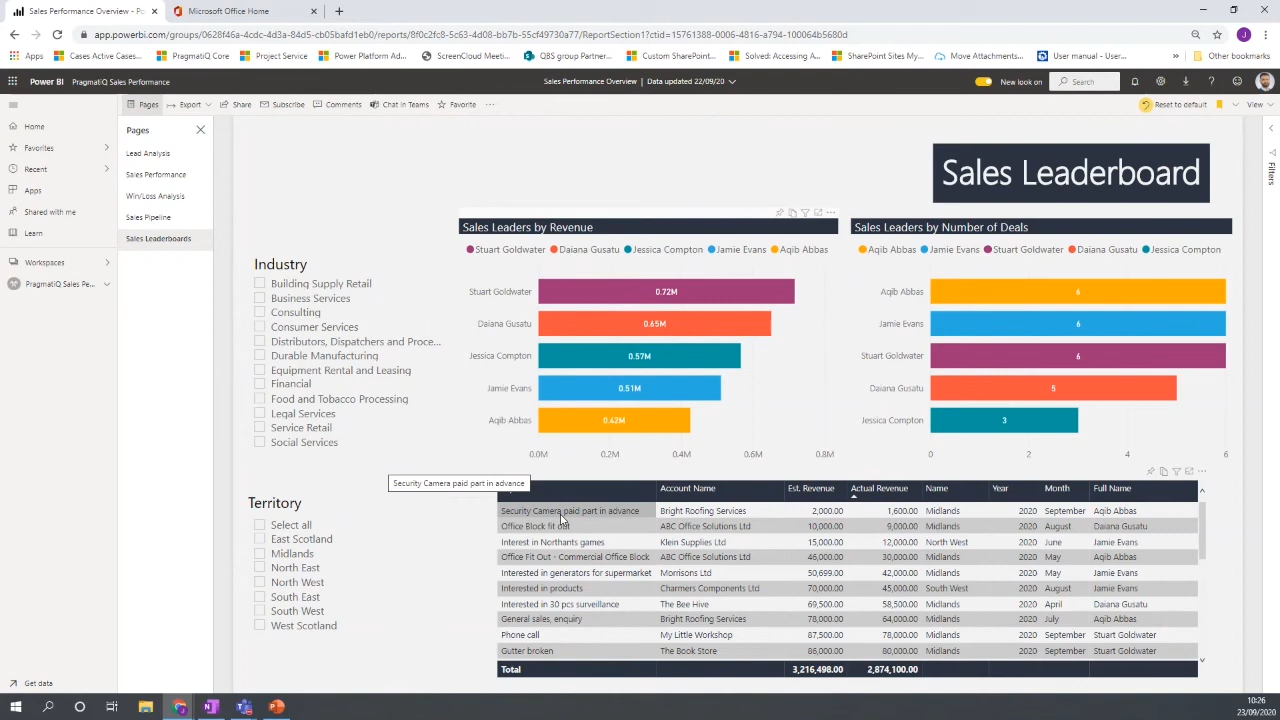 Sales Performance Overview - Po
Microsoft Office Home
app.powerbi.com/groups/0628f46a-4cdc-4d3a-84d5-cb05bafd1eb0/reports/8f0c2fc8-5c63-4d08-bb7b-55cf9730a77/ReportSection1?ctid=15761388-0006-4816-a794-100064b5680d
J
Apps
Cases Active Cases...
PragmatiQ Core
Project Service
Power Platform Ad...
ScreenCloud Meetin...
QBS group Partner...
Custom SharePoint...
Solved: Accessing A...
SharePoint Sites My...
Move Attachments...
User manual - User...
»
Other bookmarks
Power BI PragmatiQ Sales Performance
Sales Performance Overview | Data updated 22/09/20
New look on
Search
Pages
Export
Share
Subscribe
Comments
Chat in Teams
Favorite
...
Reset to default
View
Home
Favorites
Recent
Apps
Shared with me
Learn
Workspaces
PragmatiQ Sales Pe...
Get data
Pages
Lead Analysis
Sales Performance
Win/Loss Analysis
Sales Pipeline
Sales Leaderboards
Filters
Sales Leaderboard
Industry
Building Supply Retail
Business Services
Consulting
Consumer Services
Distributors, Dispatchers and Proce...
Durable Manufacturing
Equipment Rental and Leasing
Financial
Food and Tobacco Processing
Legal Services
Service Retail
Social Services
Territory
Select all
East Scotland
Midlands
North East
North West
South East
South West
West Scotland
Sales Leaders by Revenue
Stuart Goldwater Daiana Gusatu Jessica Compton Jamie Evans Aqib Abbas
Stuart Goldwater 0.72M
Daiana Gusatu 0.65M
Jessica Compton 0.57M
Jamie Evans 0.51M
Aqib Abbas 0.42M
0.0M 0.2M 0.4M 0.6M 0.8M
Sales Leaders by Number of Deals
Aqib Abbas Jamie Evans Stuart Goldwater Daiana Gusatu Jessica Compton
Aqib Abbas 6
Jamie Evans 6
Stuart Goldwater 6
Daiana Gusatu 5
Jessica Compton 3
0 2 4 6
Security Camera paid part in advance
Account Name Est. Revenue Actual Revenue Name Year Month Full Name
Security Camera paid part in advance Bright Roofing Services 2,000.00 1,600.00 Midlands 2020 September Aqib Abbas
Office Block fit out ABC Office Solutions Ltd 10,000.00 9,000.00 Midlands 2020 August Daiana Gusatu
Interest in Northants games Klein Supplies Ltd 15,000.00 12,000.00 North West 2020 June Jamie Evans
Office Fit Out - Commercial Office Block ABC Office Solutions Ltd 46,000.00 30,000.00 Midlands 2020 May Aqib Abbas
Interested in generators for supermarket Morrisons Ltd 50,699.00 42,000.00 Midlands 2020 May Jamie Evans
Interested in products Charmers Components Ltd 70,000.00 45,000.00 South West 2020 August Jamie Evans
Interested in 30 pcs surveillance The Bee Hive 69,500.00 58,500.00 Midlands 2020 April Daiana Gusatu
General sales, enquiry Bright Roofing Services 78,000.00 64,000.00 Midlands 2020 July Aqib Abbas
Phone call My Little Workshop 87,500.00 78,000.00 Midlands 2020 September Stuart Goldwater
Gutter broken The Book Store 86,000.00 80,000.00 Midlands 2020 September Stuart Goldwater
Total 3,216,498.00 2,874,100.00
10:26
23/09/2020